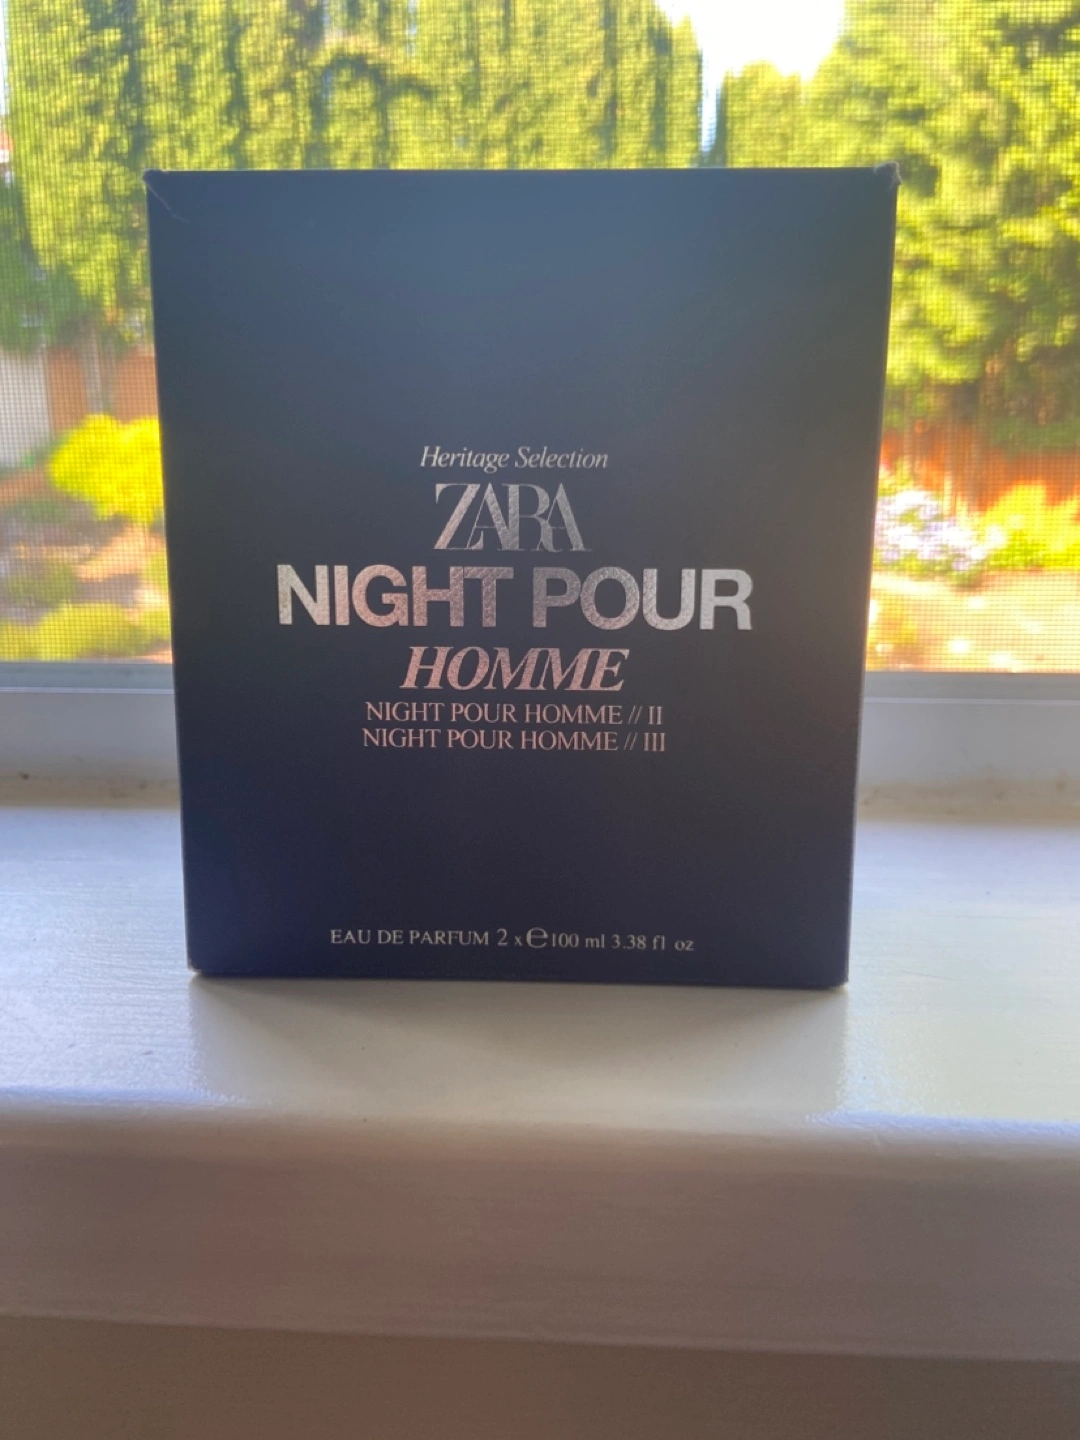 Heritage Selection
ZARA
NIGHT POUR
HOMME
NIGHT POUR HOMME // II
NIGHT POUR HOMME // III
EAU DE PARFUM 2 x ℮ 100 ml 3.38 fl oz